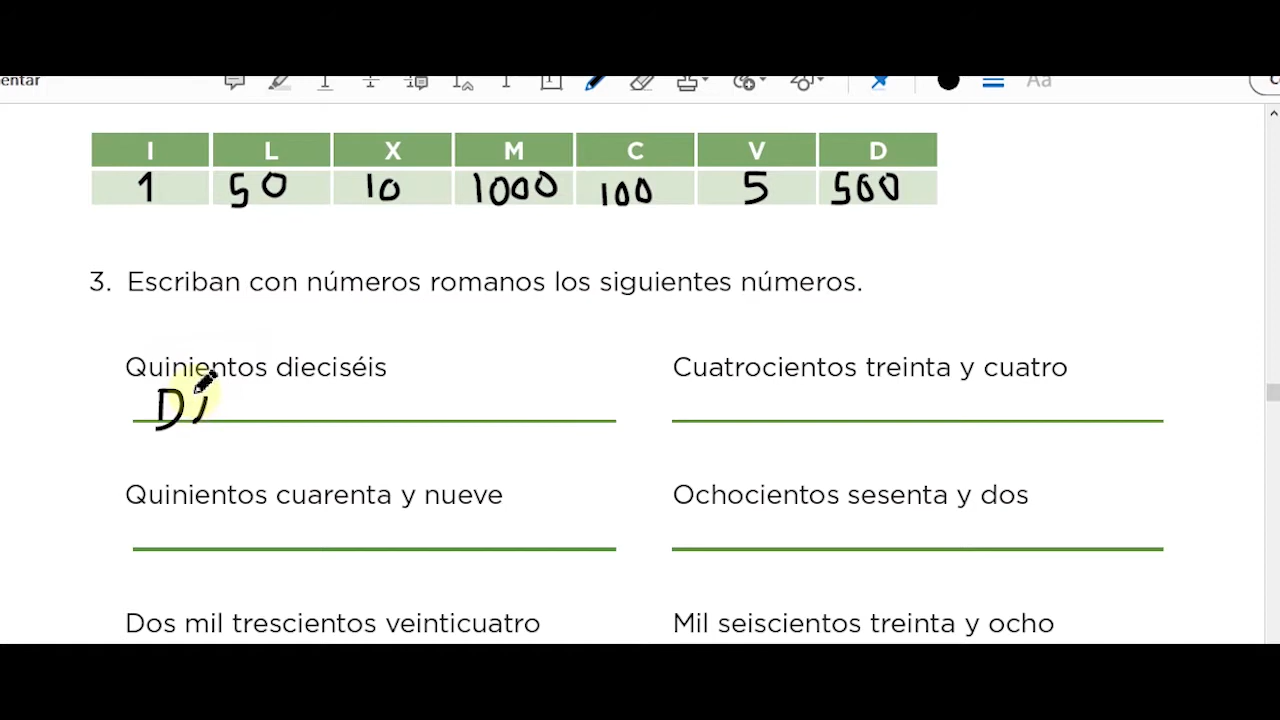 entar
I L X M C V D
1 50 10 1000 100 5 500
3. Escriban con números romanos los siguientes números.
Quinientos dieciséis Cuatrocientos treinta y cuatro
D
Quinientos cuarenta y nueve Ochocientos sesenta y dos
Dos mil trescientos veinticuatro Mil seiscientos treinta y ocho